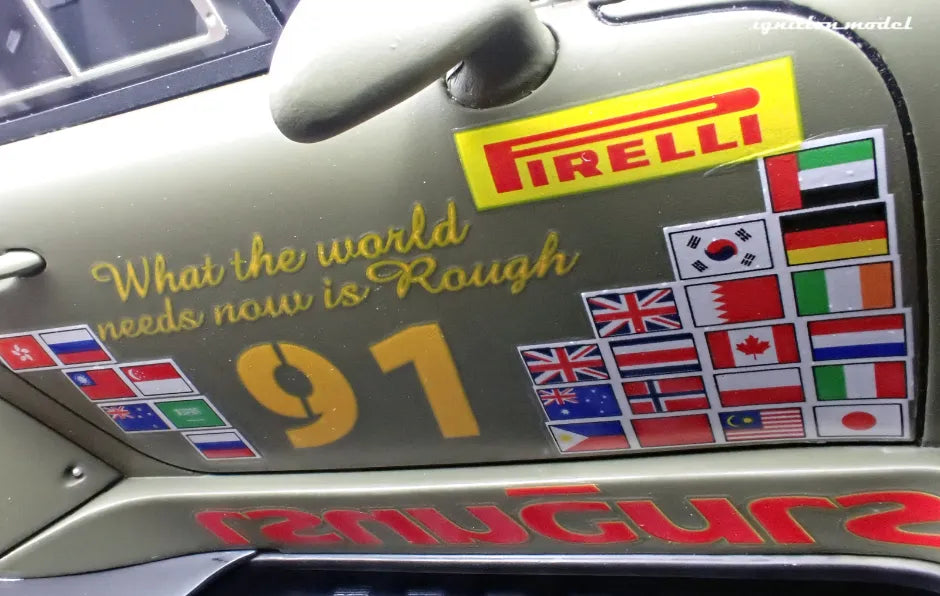 ignition model
PIRELLI
What the world
needs now is Rough
91